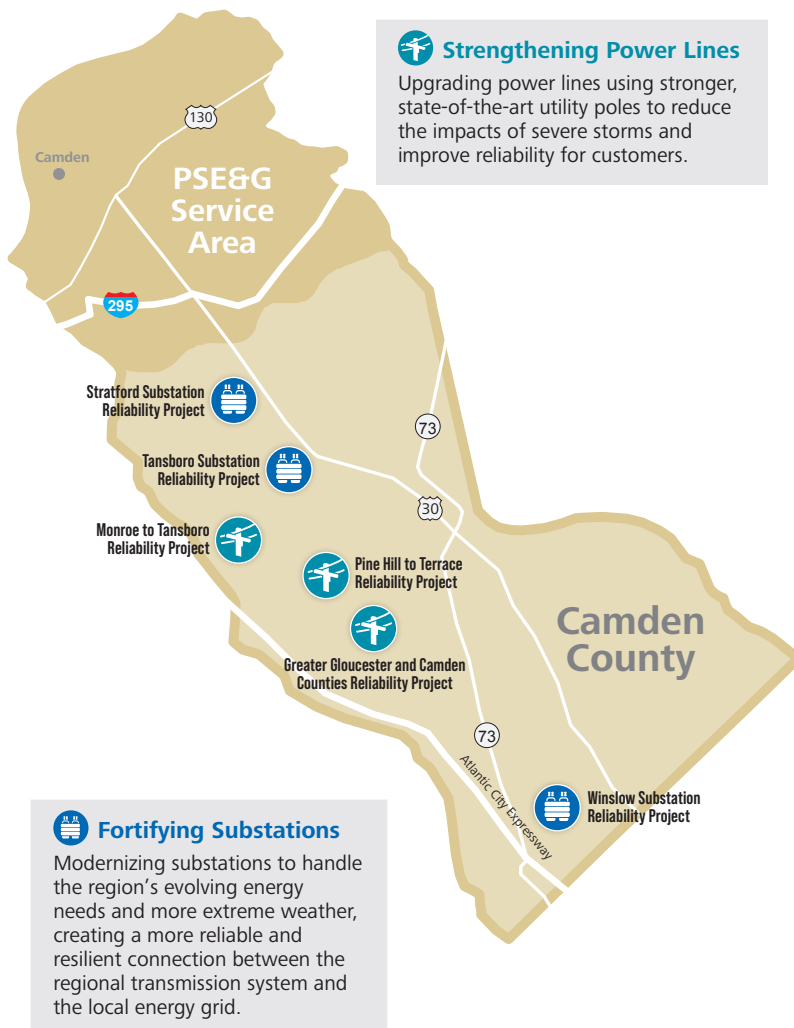 Strengthening Power Lines
Upgrading power lines using stronger,
state-of-the-art utility poles to reduce
the impacts of severe storms and
improve reliability for customers.
130
Camden
PSE&G
Service
Area
295
Stratford Substation
Reliability Project
73
Tansboro Substation
Reliability Project
30
Monroe to Tansboro
Reliability Project
Pine Hill to Terrace
Reliability Project
Camden
County
Greater Gloucester and Camden
Counties Reliability Project
73
Atlantic City Expressway
Winslow Substation
Reliability Project
Fortifying Substations
Modernizing substations to handle
the region’s evolving energy
needs and more extreme weather,
creating a more reliable and
resilient connection between the
regional transmission system and
the local energy grid.